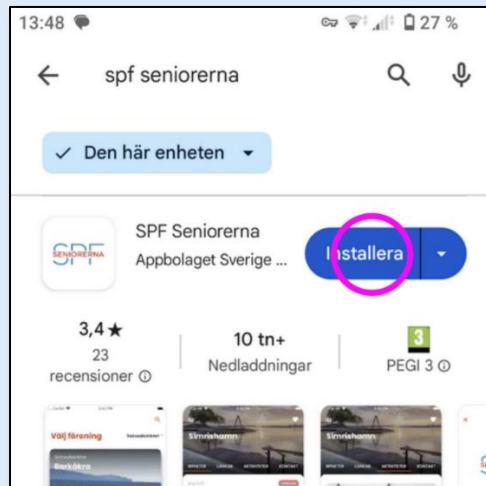 13:48
27 %
spf seniorerna
Den här enheten
SPF Seniorerna
Appbolaget Sverige ...
Installera
SPF
SENIORERNA
3,4★
23
recensioner
10 tn+
Nedladdningar
3
PEGI 3
Välj förening
Barkåkra
Simrishamn
Simrishamn